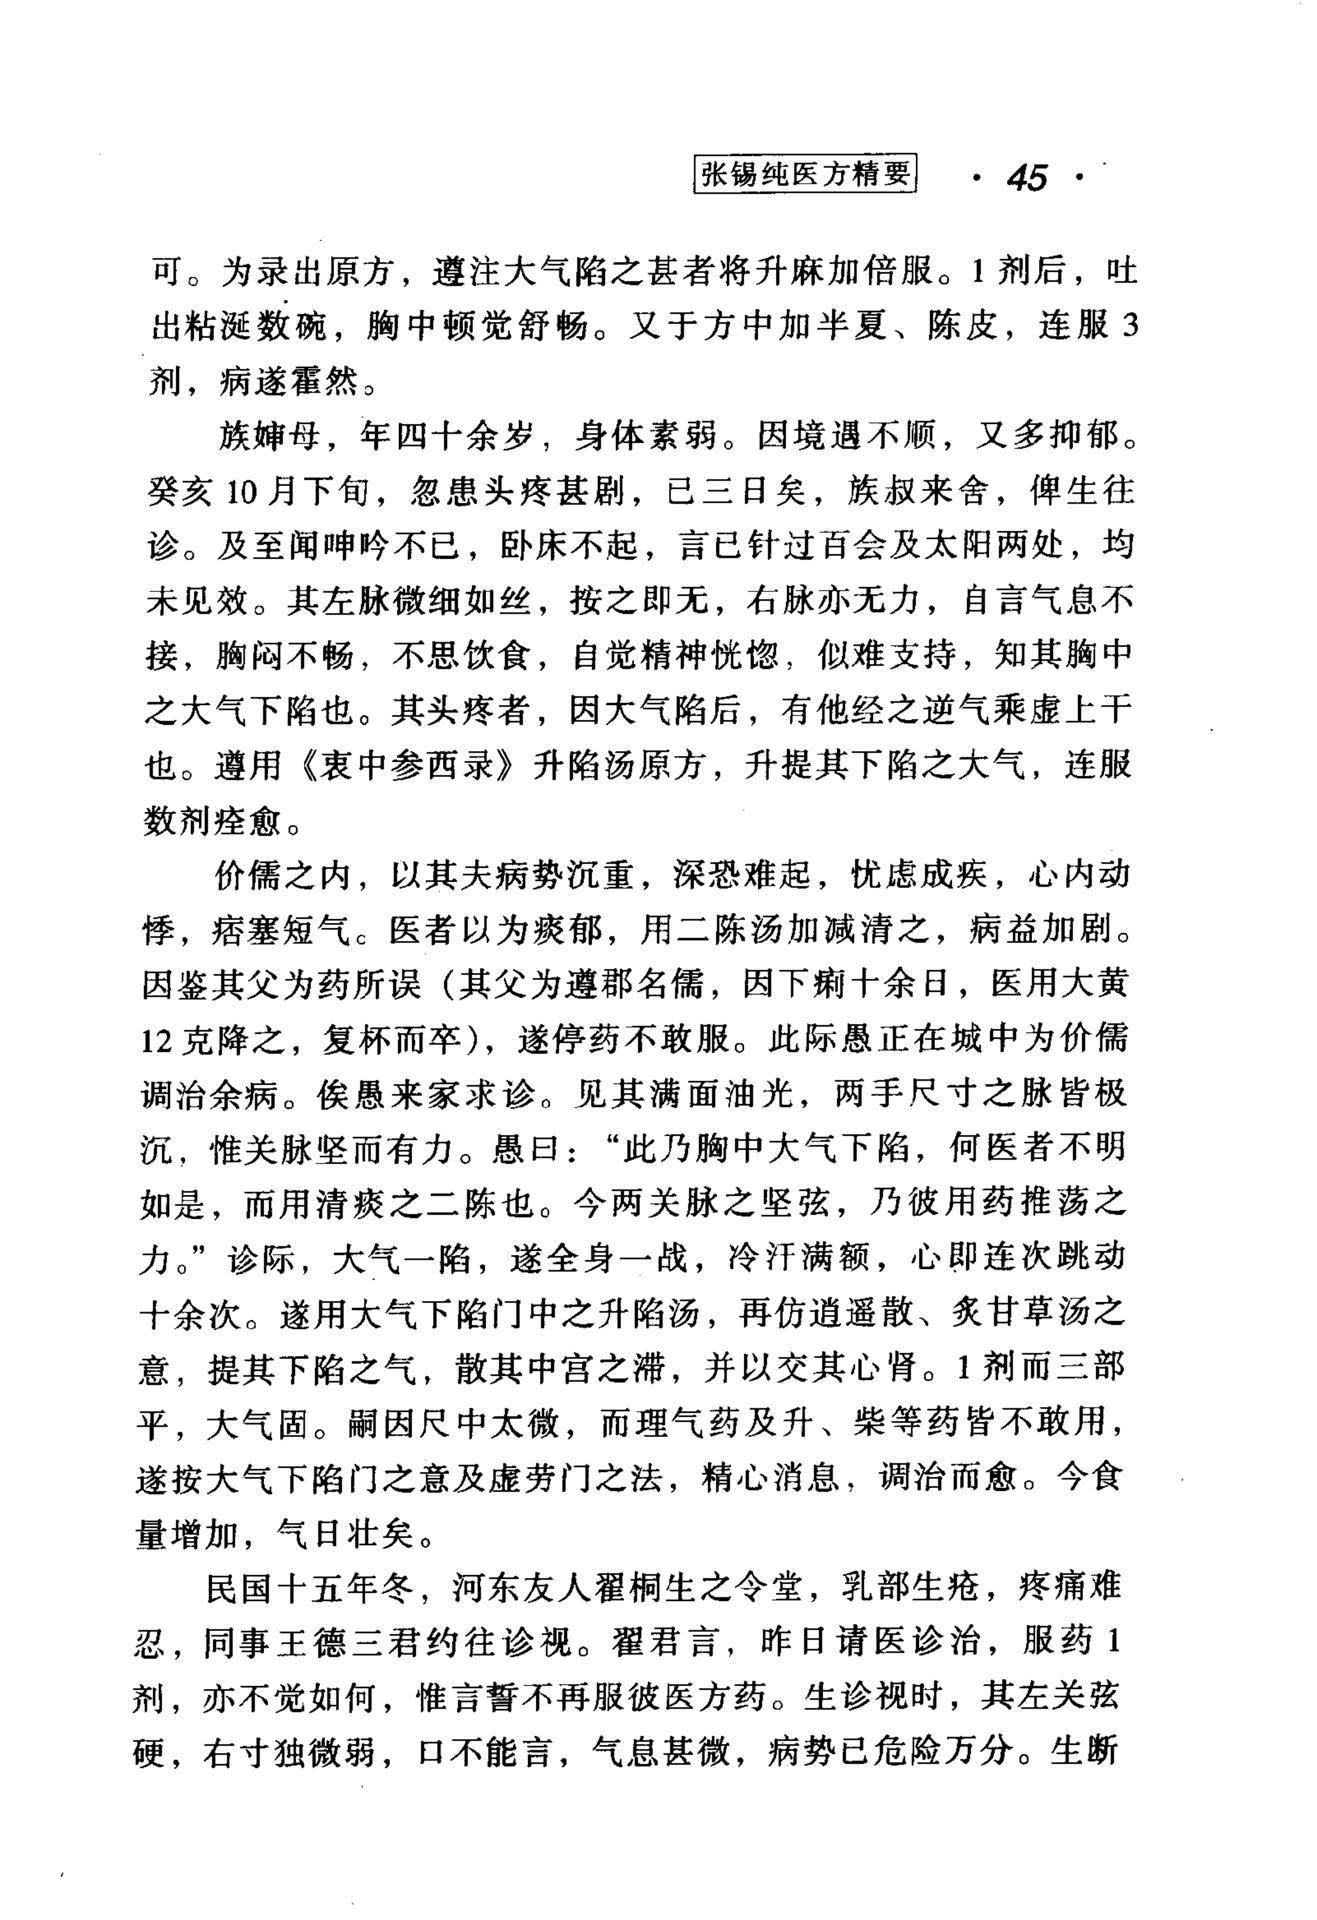 张锡纯医方精要 · 45 ·
可。为录出原方，遵注大气陷之甚者将升麻加倍服。1 剂后，吐
出粘涎数碗，胸中顿觉舒畅。又于方中加半夏、陈皮，连服 3
剂，病遂霍然。
族婶母，年四十余岁，身体素弱。因境遇不顺，又多抑郁。
癸亥 10 月下旬，忽患头疼甚剧，已三日矣，族叔来舍，俾生往
诊。及至闻呻吟不已，卧床不起，言已针过百会及太阳两处，均
未见效。其左脉微细如丝，按之即无，右脉亦无力，自言气息不
接，胸闷不畅，不思饮食，自觉精神恍惚，似难支持，知其胸中
之大气下陷也。其头疼者，因大气陷后，有他经之逆气乘虚上干
也。遵用《衷中参西录》升陷汤原方，升提其下陷之大气，连服
数剂痊愈。
价儒之内，以其夫病势沉重，深恐难起，忧虑成疾，心内动
悸，痞塞短气。医者以为痰郁，用二陈汤加减清之，病益加剧。
因鉴其父为药所误（其父为遵郡名儒，因下痢十余日，医用大黄
12 克降之，复杯而卒），遂停药不敢服。此际愚正在城中为价儒
调治余病。俟愚来家求诊。见其满面油光，两手尺寸之脉皆极
沉，惟关脉坚而有力。愚曰：“此乃胸中大气下陷，何医者不明
如是，而用清痰之二陈也。今两关脉之坚弦，乃彼用药推荡之
力。”诊际，大气一陷，遂全身一战，冷汗满额，心即连次跳动
十余次。遂用大气下陷门中之升陷汤，再仿逍遥散、炙甘草汤之
意，提其下陷之气，散其中宫之滞，并以交其心肾。1 剂而三部
平，大气固。嗣因尺中太微，而理气药及升、柴等药皆不敢用，
遂按大气下陷门之意及虚劳门之法，精心消息，调治而愈。今食
量增加，气日壮矣。
民国十五年冬，河东友人翟桐生之令堂，乳部生疮，疼痛难
忍，同事王德三君约往诊视。翟君言，昨日请医诊治，服药 1
剂，亦不觉如何，惟言誓不再服彼医方药。生诊视时，其左关弦
硬，右寸独微弱，口不能言，气息甚微，病势已危险万分。生断